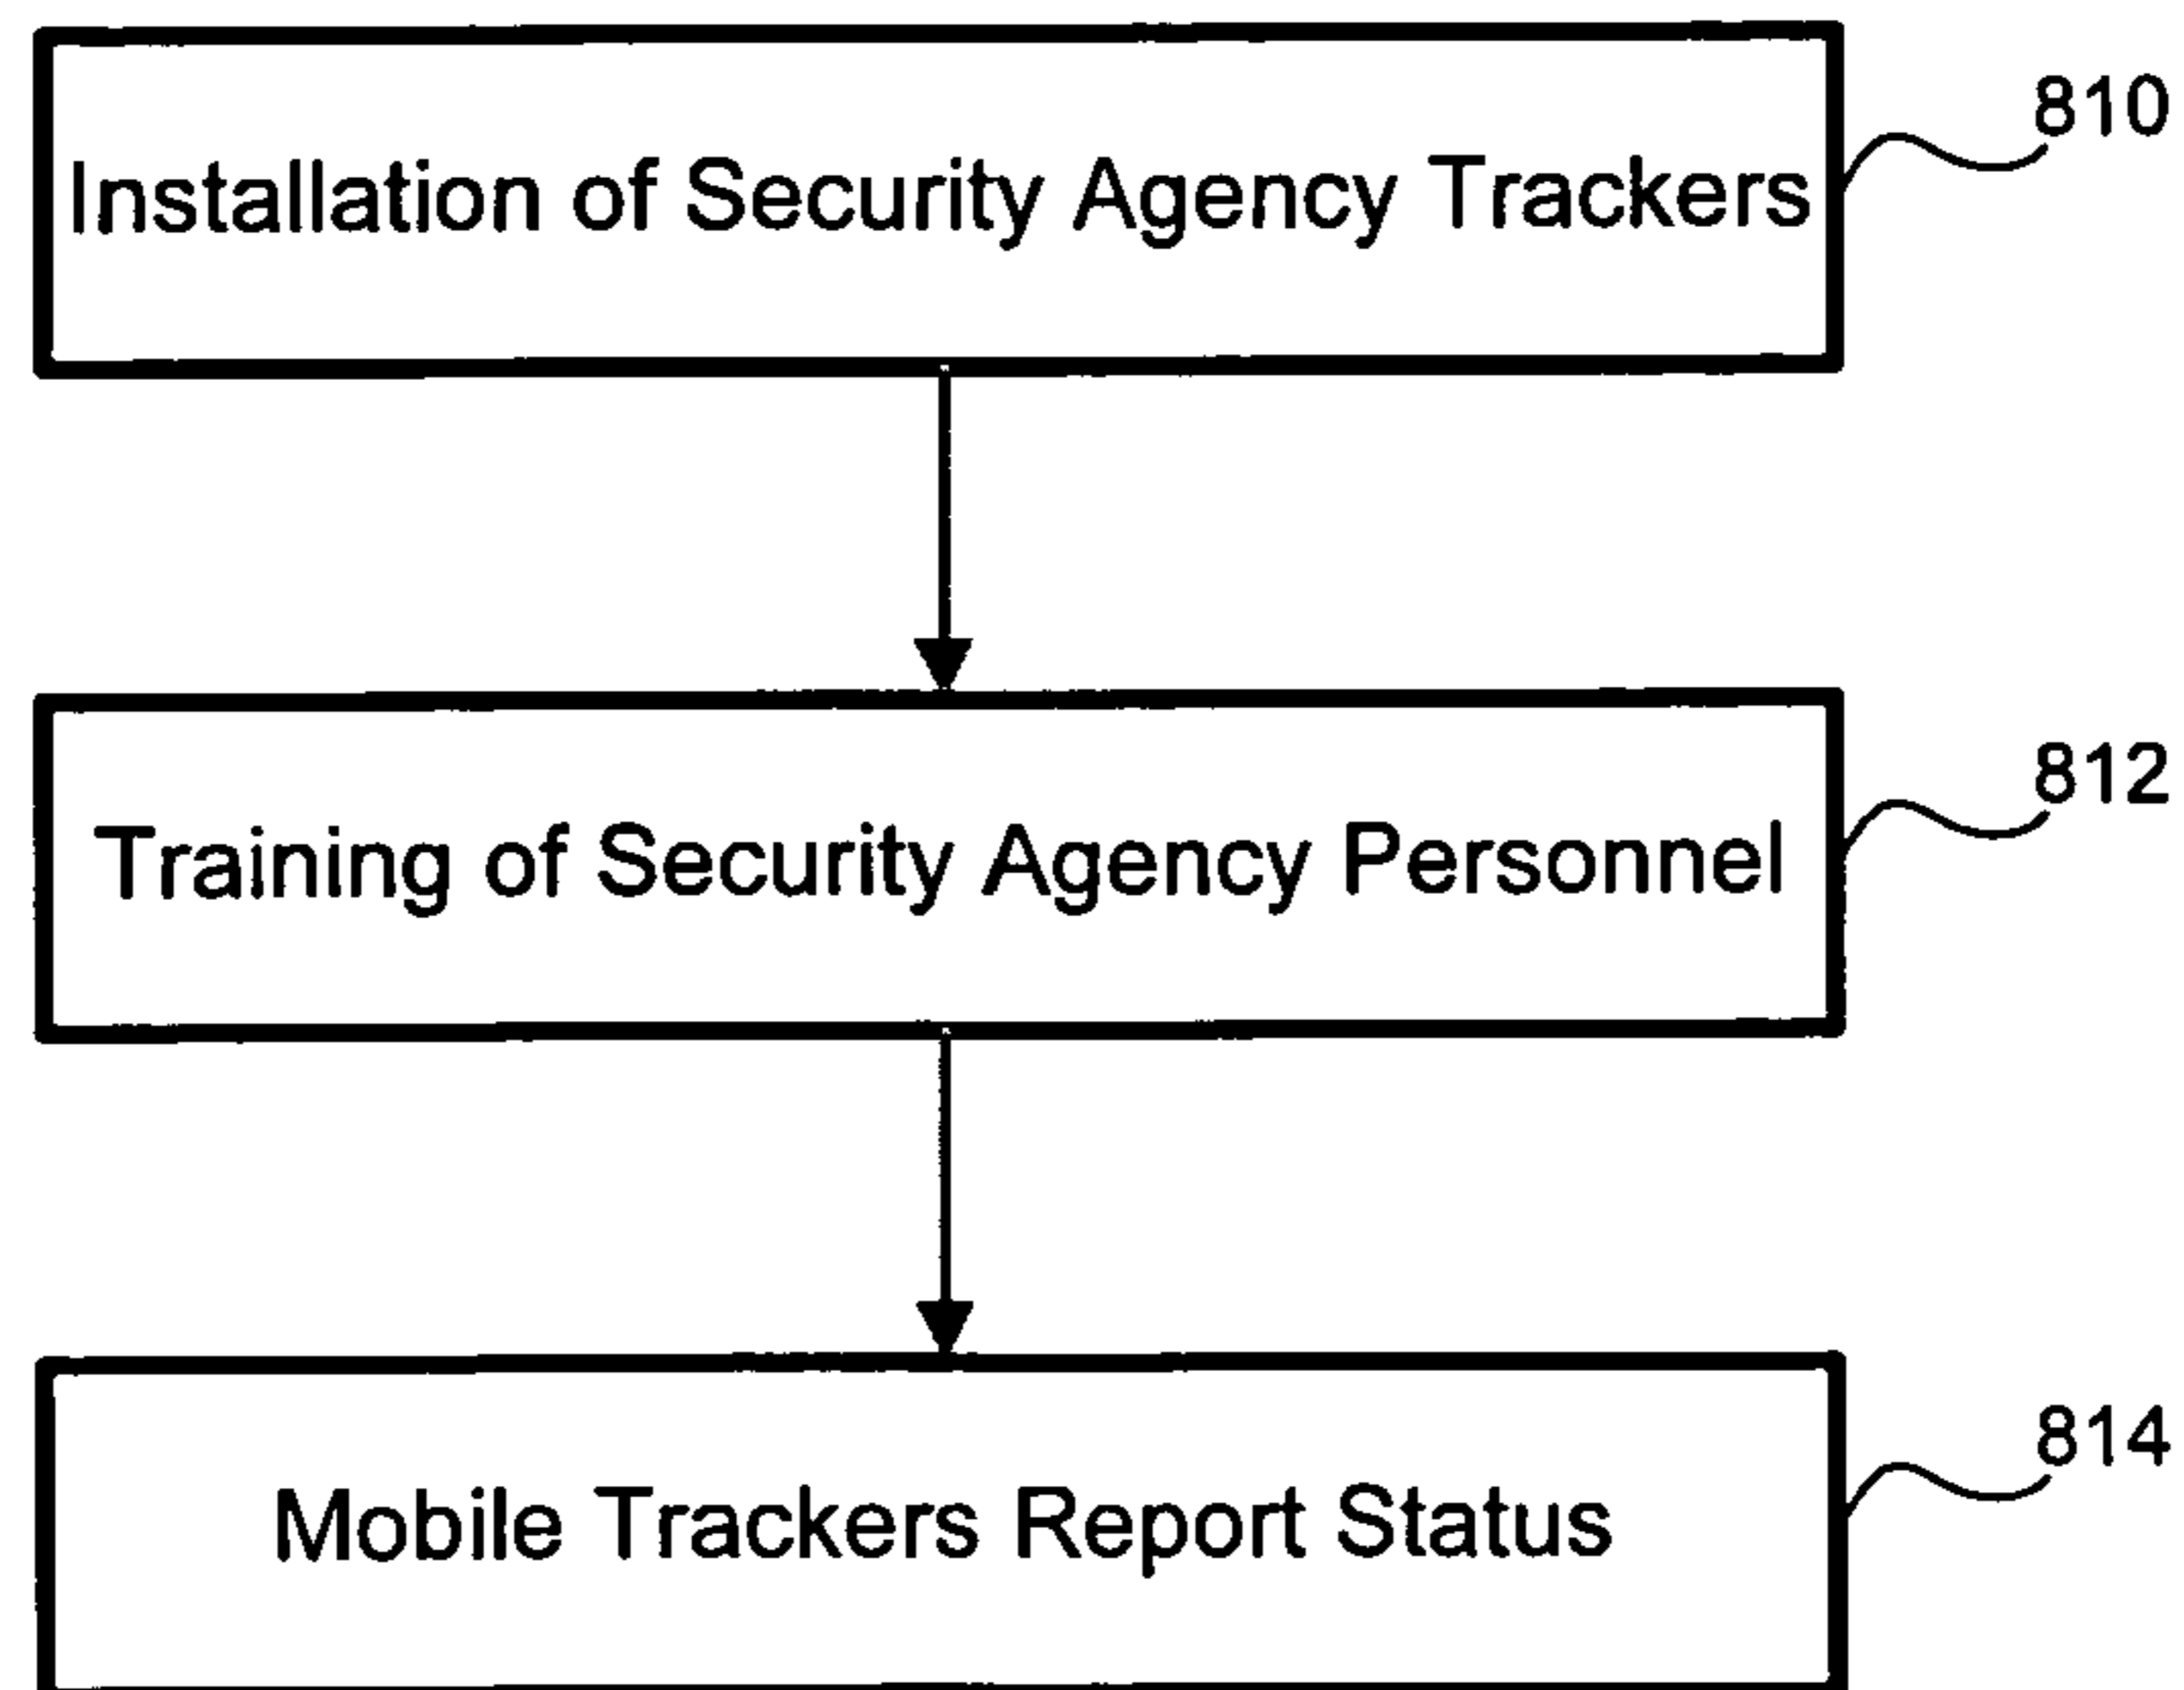 Installation of Security Agency Trackers
810
Training of Security Agency Personnel
812
Mobile Trackers Report Status
814